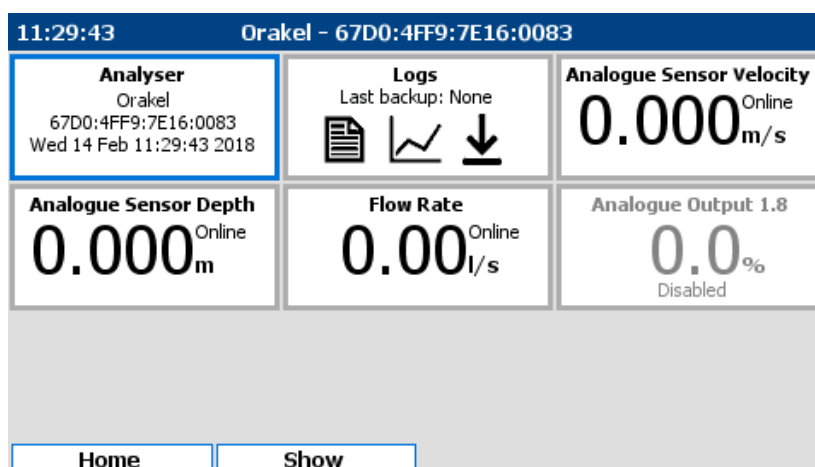 11:29:43 Orakel - 67D0:4FF9:7E16:0083
Analyser
Orakel
67D0:4FF9:7E16:0083
Wed 14 Feb 11:29:43 2018
Logs
Last backup: None
Analogue Sensor Velocity
0.000 Online m/s
Analogue Sensor Depth
0.000 Online m
Flow Rate
0.00 Online l/s
Analogue Output 1.8
0.0 %
Disabled
Home Show